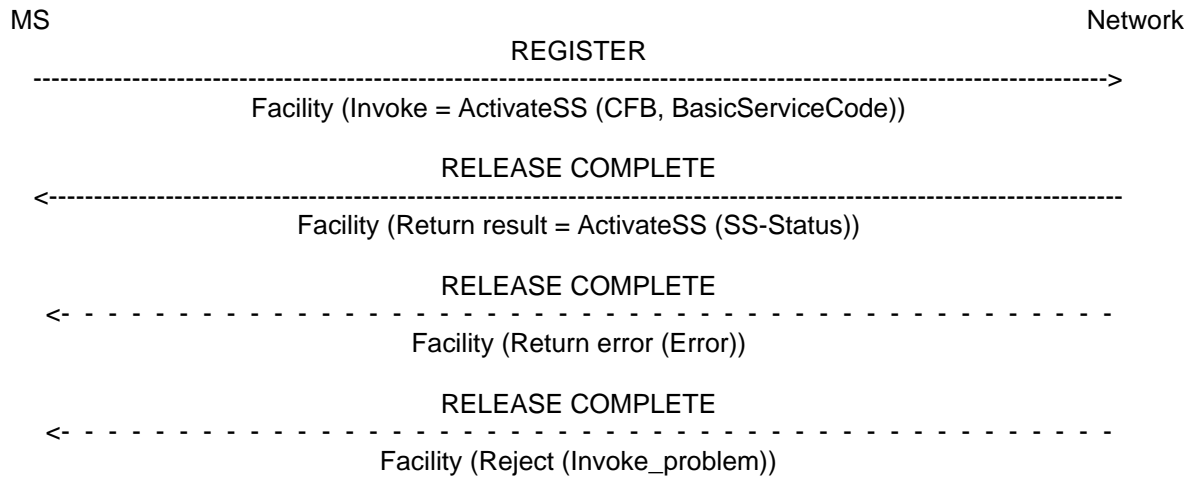 MS Network
REGISTER
Facility (Invoke = ActivateSS (CFB, BasicServiceCode))
RELEASE COMPLETE
Facility (Return result = ActivateSS (SS-Status))
RELEASE COMPLETE
Facility (Return error (Error))
RELEASE COMPLETE
Facility (Reject (Invoke_problem))